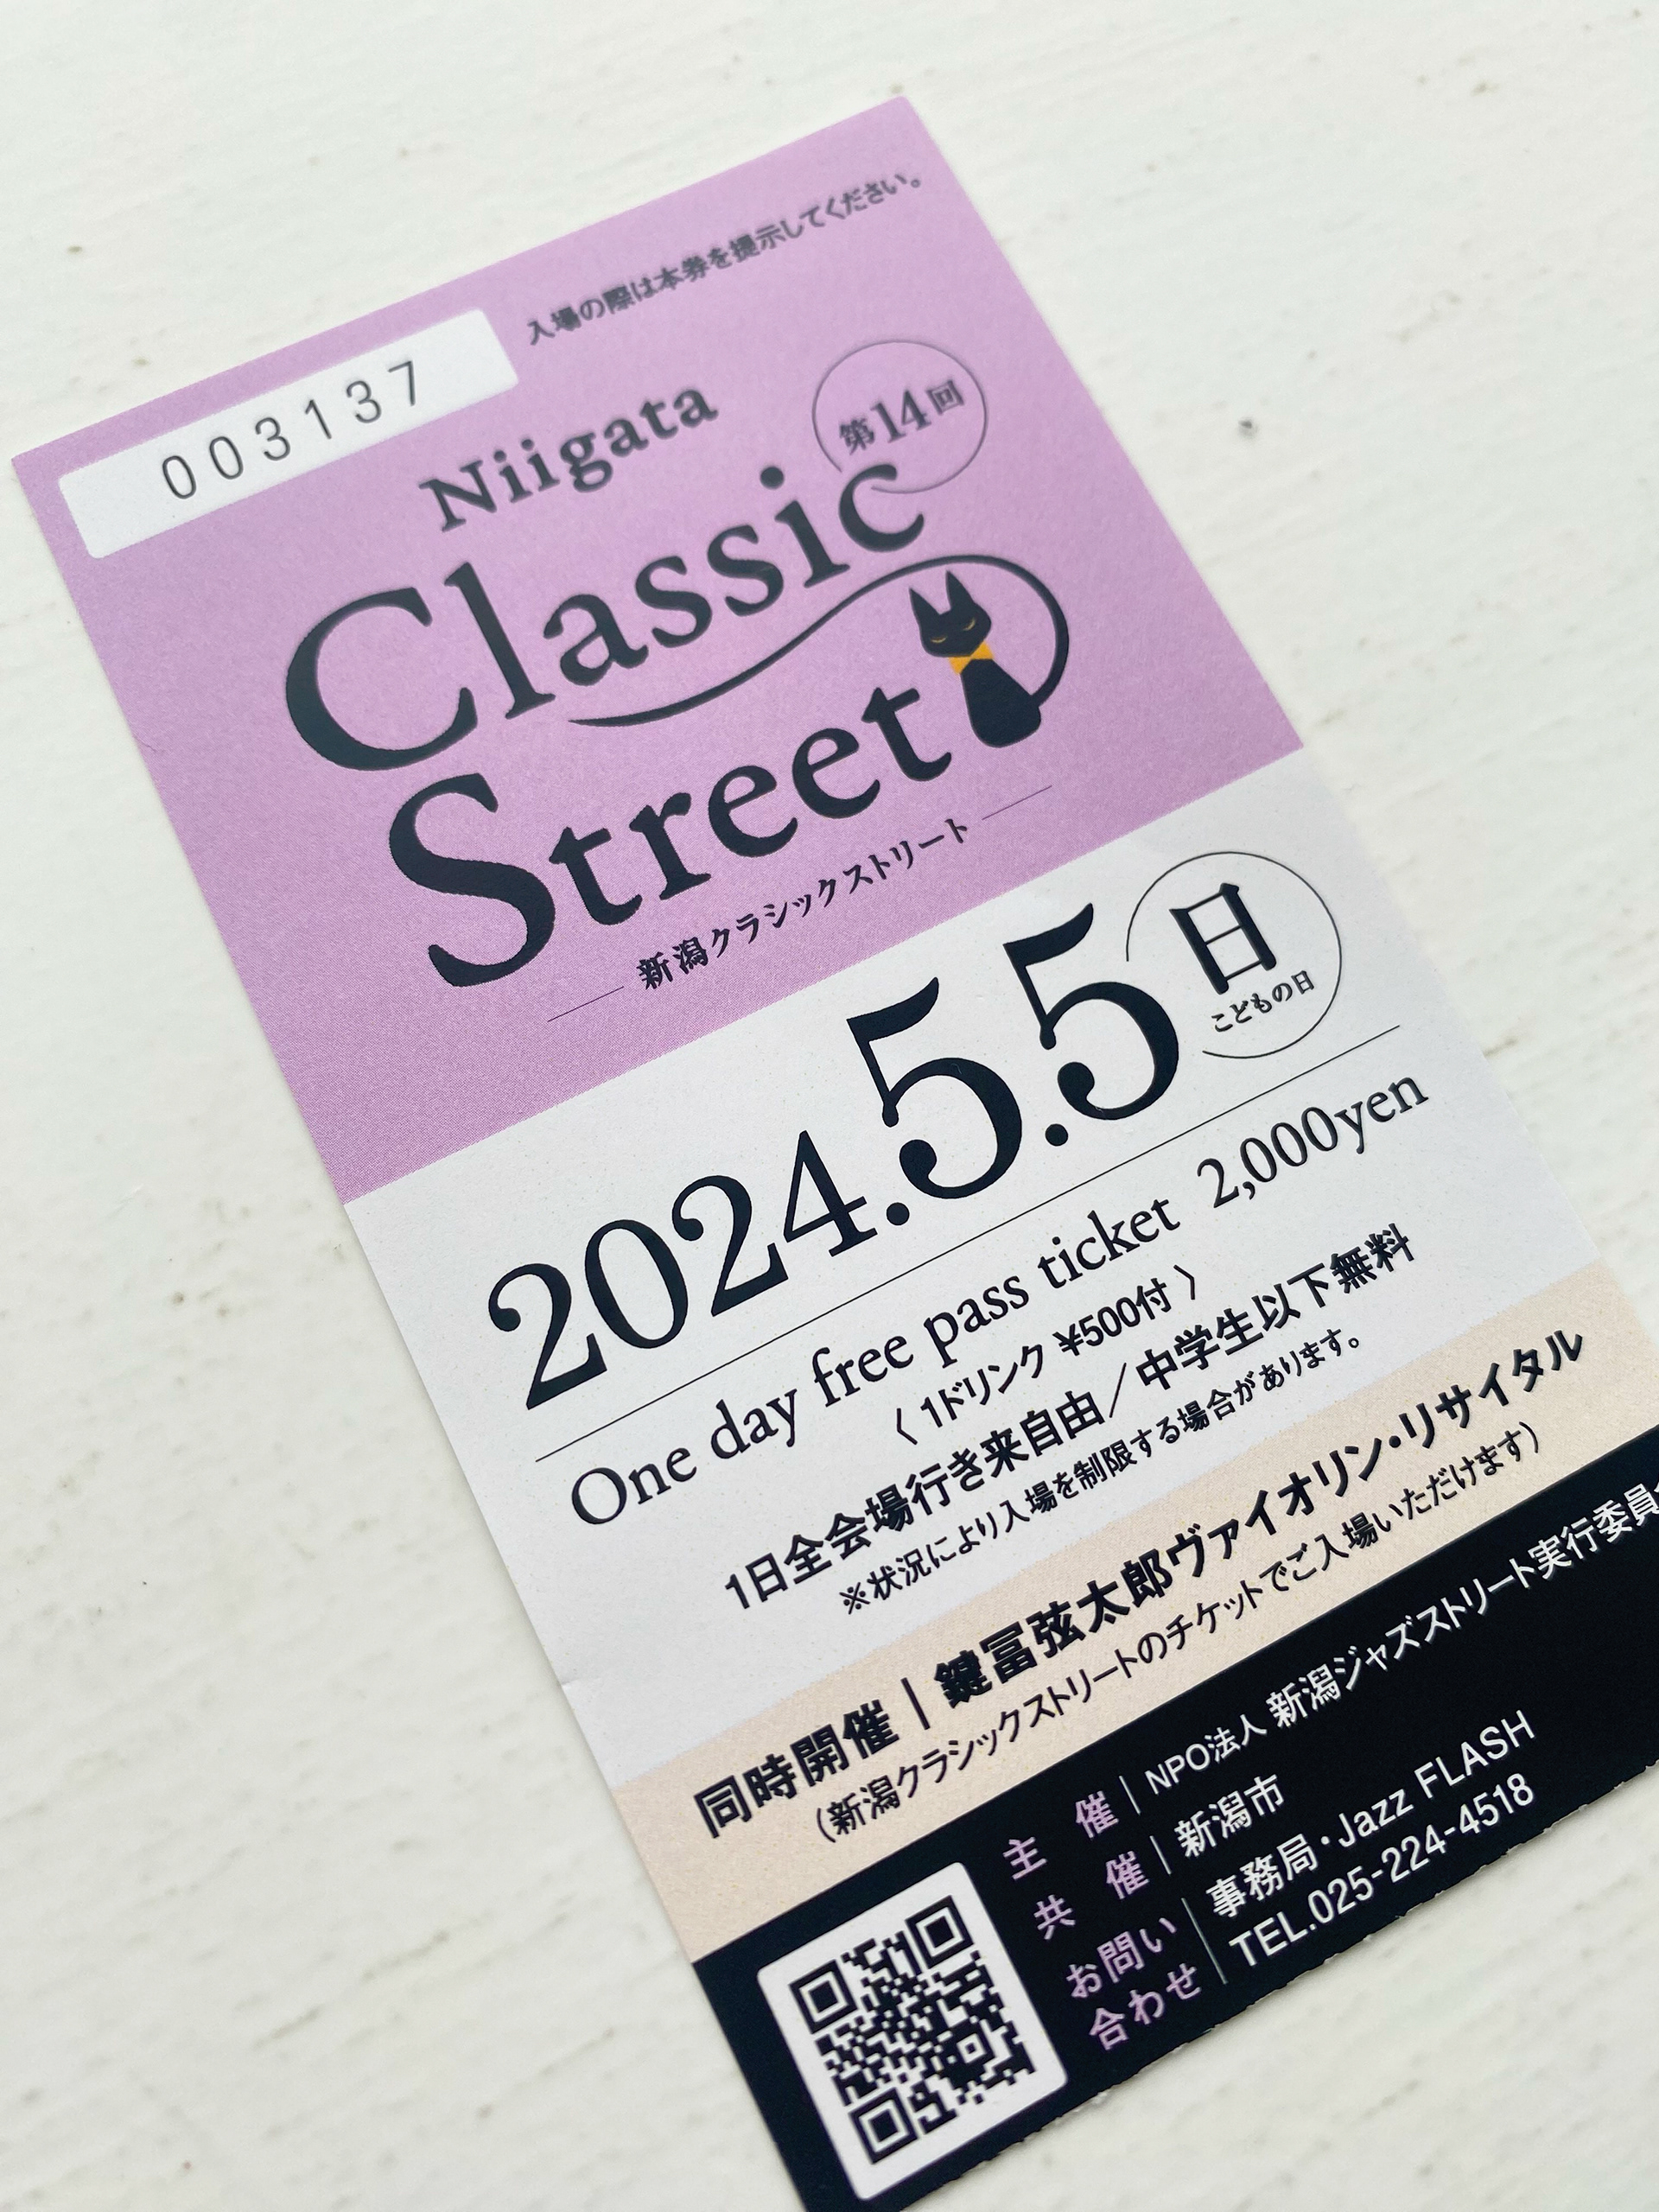 入場の際は本券を提示してください。
003137
第14回
Niigata
Classic
Street
新潟クラシックストリート
2024.5.5 日
こどもの日
One day free pass ticket 2,000yen
〈 1ドリンク ¥500付 〉
1日全会場行き来自由／中学生以下無料
※状況により入場を制限する場合があります。
同時開催｜鍵冨弦太郎ヴァイオリン・リサイタル
(新潟クラシックストリートのチケットでご入場いただけます)
主 催｜NPO法人 新潟ジャズストリート実行委員
共 催｜新潟市
お問い合わせ｜事務局・Jazz FLASH
TEL.025-224-4518